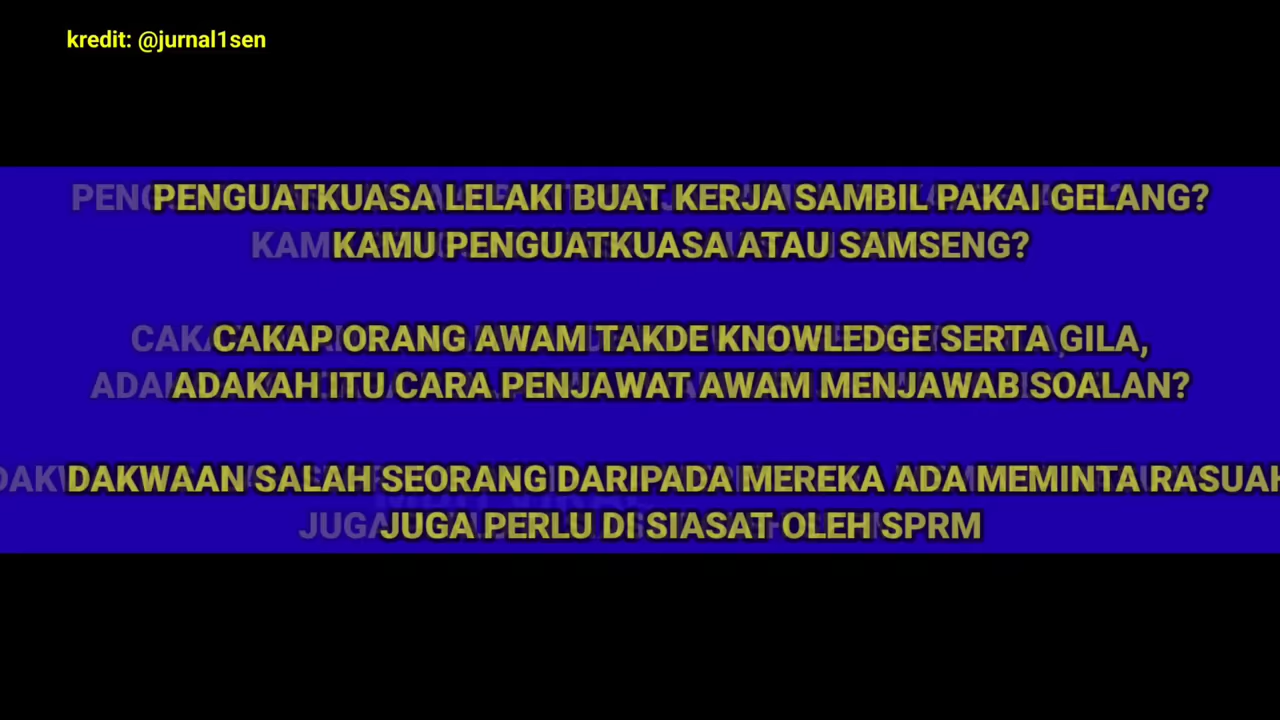 kredit: @jurnal1sen
PENGUATKUASA LELAKI BUAT KERJA SAMBIL PAKAI GELANG?
KAMU PENGUATKUASA ATAU SAMSENG?
CAKAP ORANG AWAM TAKDE KNOWLEDGE SERTA GILA,
ADAKAH ITU CARA PENJAWAT AWAM MENJAWAB SOALAN?
DAKWAAN SALAH SEORANG DARIPADA MEREKA ADA MEMINTA RASUAH
JUGA PERLU DI SIASAT OLEH SPRM